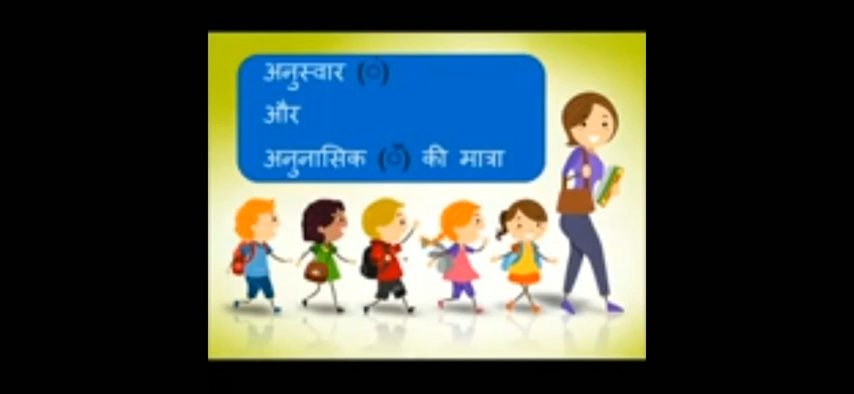 अनुस्वार (ं)
और
अनुनासिक (ँ) की मात्रा